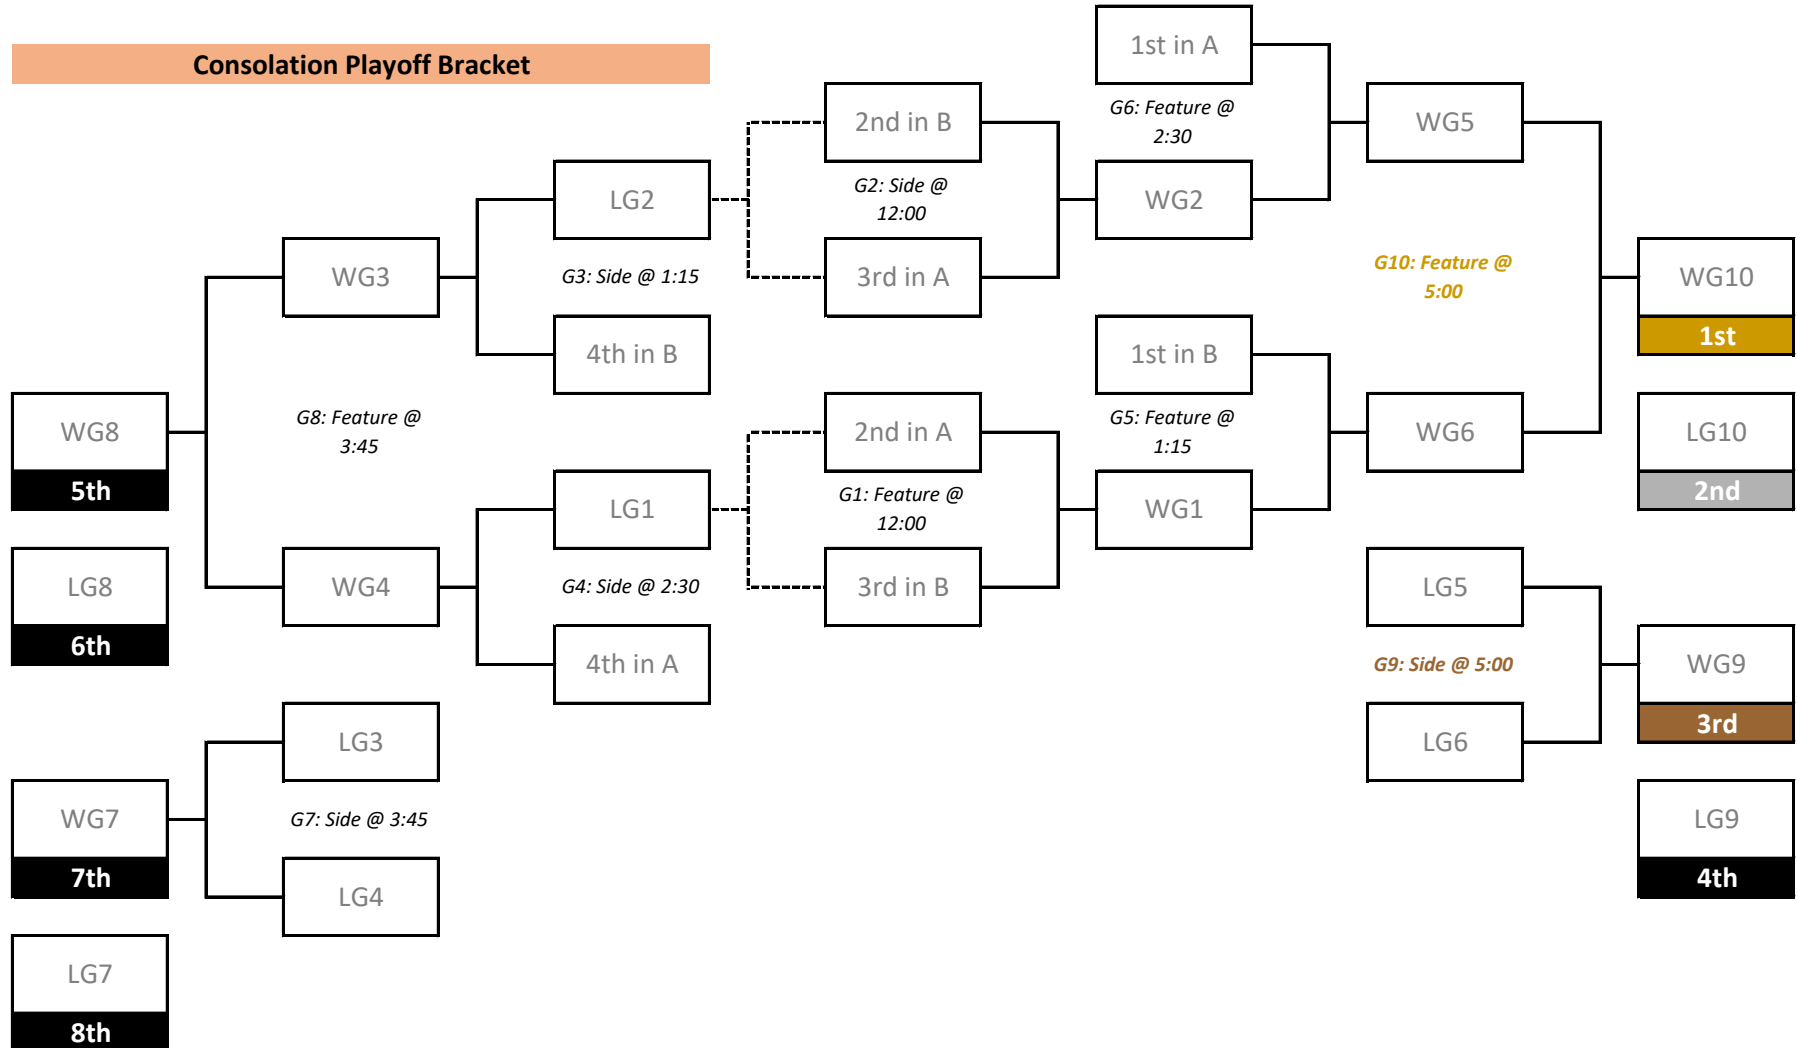 Consolation Playoff Bracket
1st in A
G6: Feature @
2:30
2nd in B
WG5
G2: Side @
12:00
LG2
WG2
WG3
G3: Side @ 1:15
3rd in A
G10: Feature @
5:00
WG10
1st
4th in B
1st in B
WG8
5th
G8: Feature @
3:45
2nd in A
G5: Feature @
1:15
WG6
LG10
2nd
LG1
G1: Feature @
12:00
WG1
LG8
6th
WG4
G4: Side @ 2:30
3rd in B
LG5
4th in A
G9: Side @ 5:00
WG9
3rd
LG3
LG6
WG7
7th
G7: Side @ 3:45
LG9
4th
LG4
LG7
8th